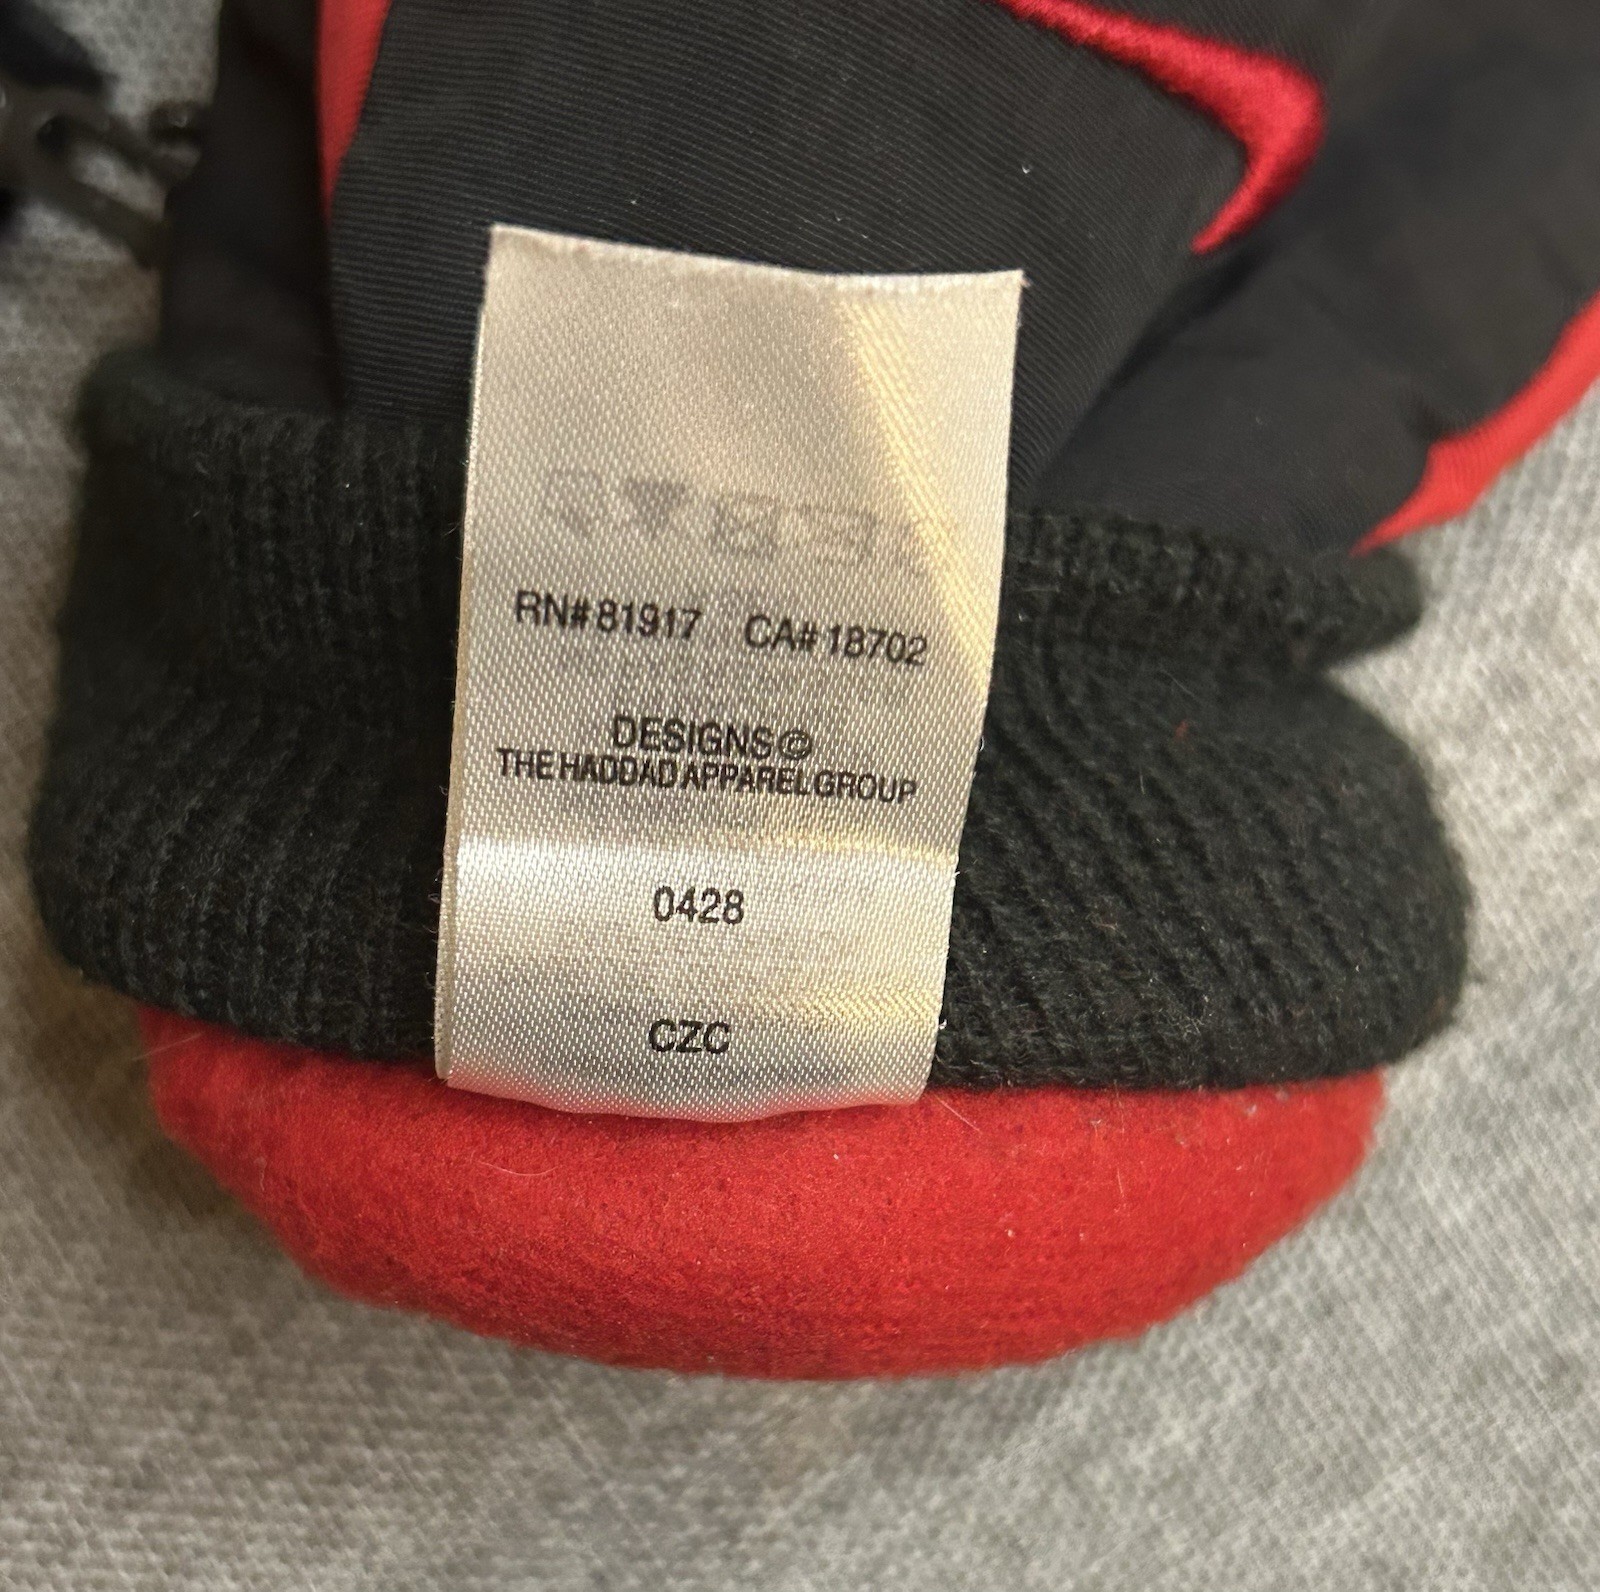 RN# 81917 CA# 18702
DESIGNS ©
THE HADDAD APPAREL GROUP
0428
CZC